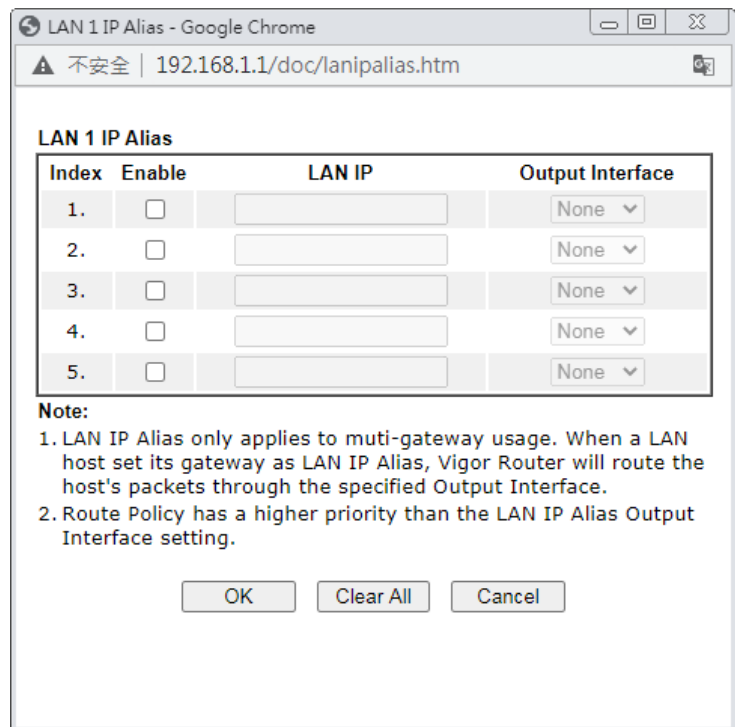 LAN 1 IP Alias - Google Chrome
不安全 | 192.168.1.1/doc/lanipalias.htm
LAN 1 IP Alias
Index Enable LAN IP Output Interface
1. None
2. None
3. None
4. None
5. None
Note:
1. LAN IP Alias only applies to muti-gateway usage. When a LAN
host set its gateway as LAN IP Alias, Vigor Router will route the
host's packets through the specified Output Interface.
2. Route Policy has a higher priority than the LAN IP Alias Output
Interface setting.
OK Clear All Cancel